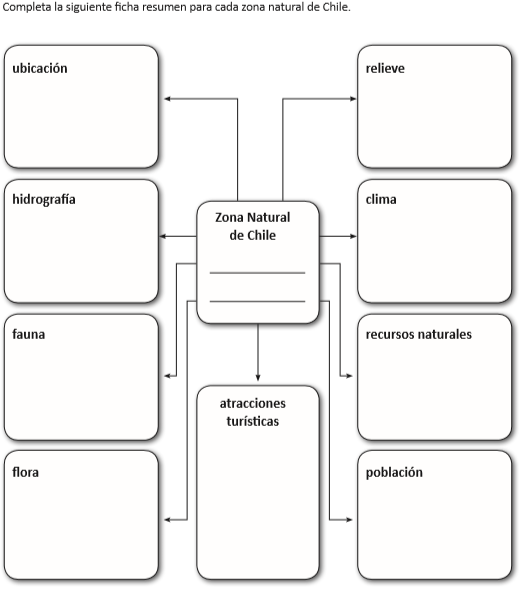 Completa la siguiente ficha resumen para cada zona natural de Chile.
ubicación
relieve
hidrografía
Zona Natural
de Chile
clima
fauna
recursos naturales
atracciones
turísticas
flora
población